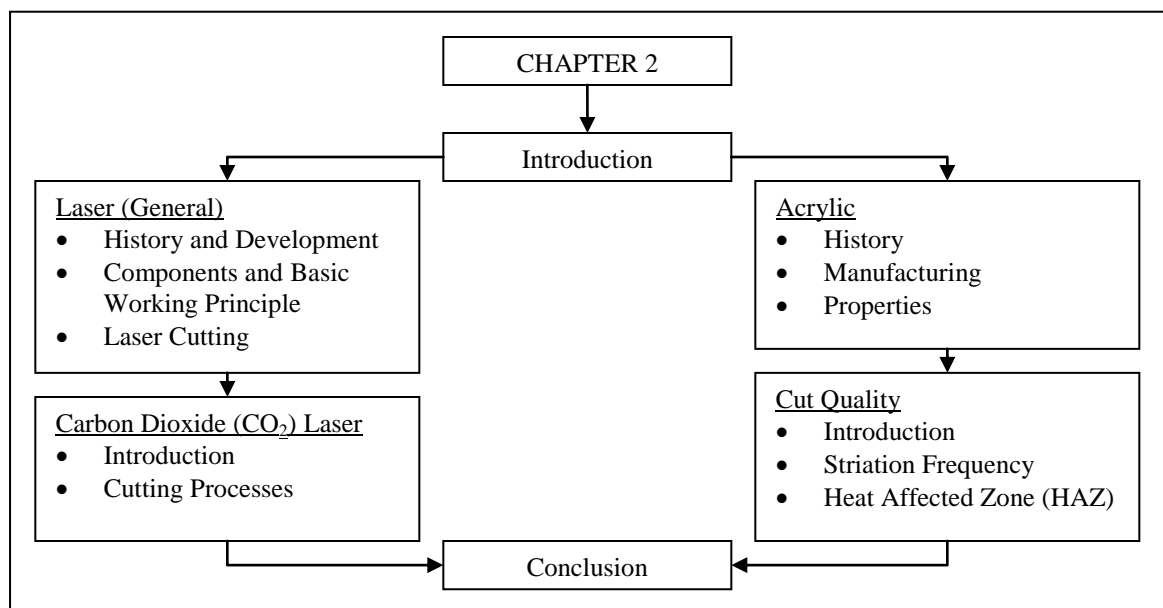 CHAPTER 2
Introduction
Laser (General)
• History and Development
• Components and Basic
Working Principle
• Laser Cutting
Carbon Dioxide (CO₂) Laser
• Introduction
• Cutting Processes
Acrylic
• History
• Manufacturing
• Properties
Cut Quality
• Introduction
• Striation Frequency
• Heat Affected Zone (HAZ)
Conclusion